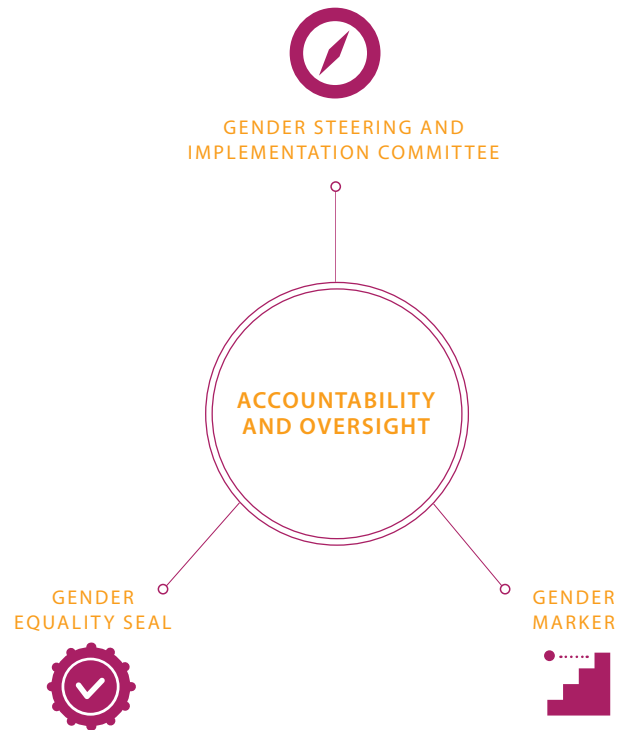 GENDER STEERING AND
IMPLEMENTATION COMMITTEE
ACCOUNTABILITY
AND OVERSIGHT
GENDER
EQUALITY SEAL
GENDER
MARKER